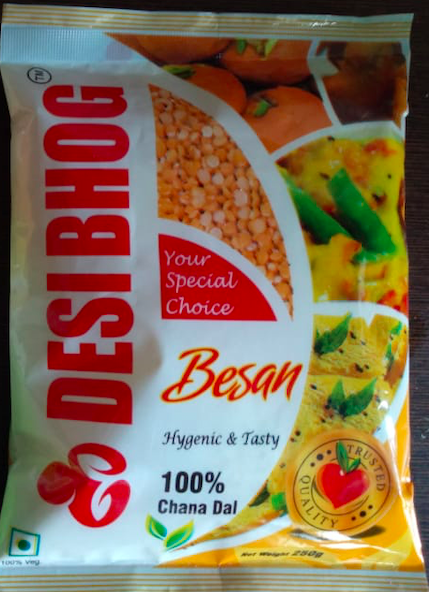 DESI BHOG
TM
Your
Special
Choice
Besan
Hygenic & Tasty
100%
Chana Dal
TRUSTED
QUALITY
100% Veg
Net Weight 250g